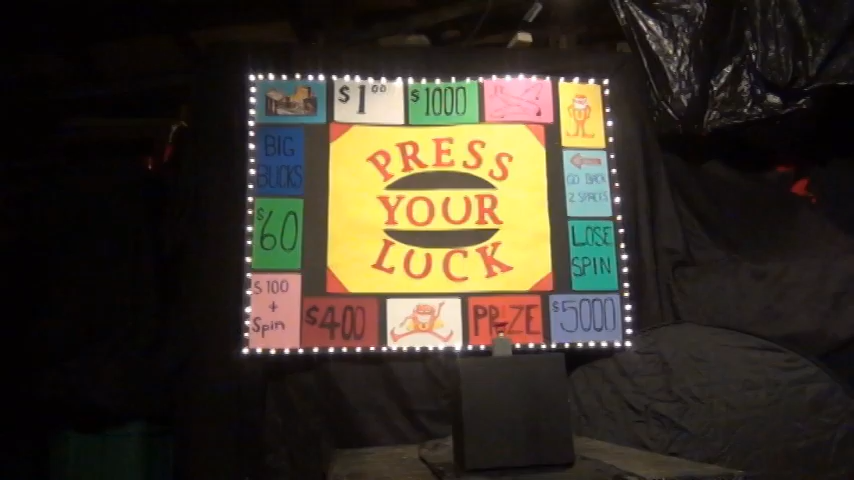 $1.00
$1000
PRESS
YOUR
LUCK
BIG
BUCKS
$60
$100
+
Spin
$400
PRIZE
$5000
LOSE
SPIN
GO BACK
2 SPACES